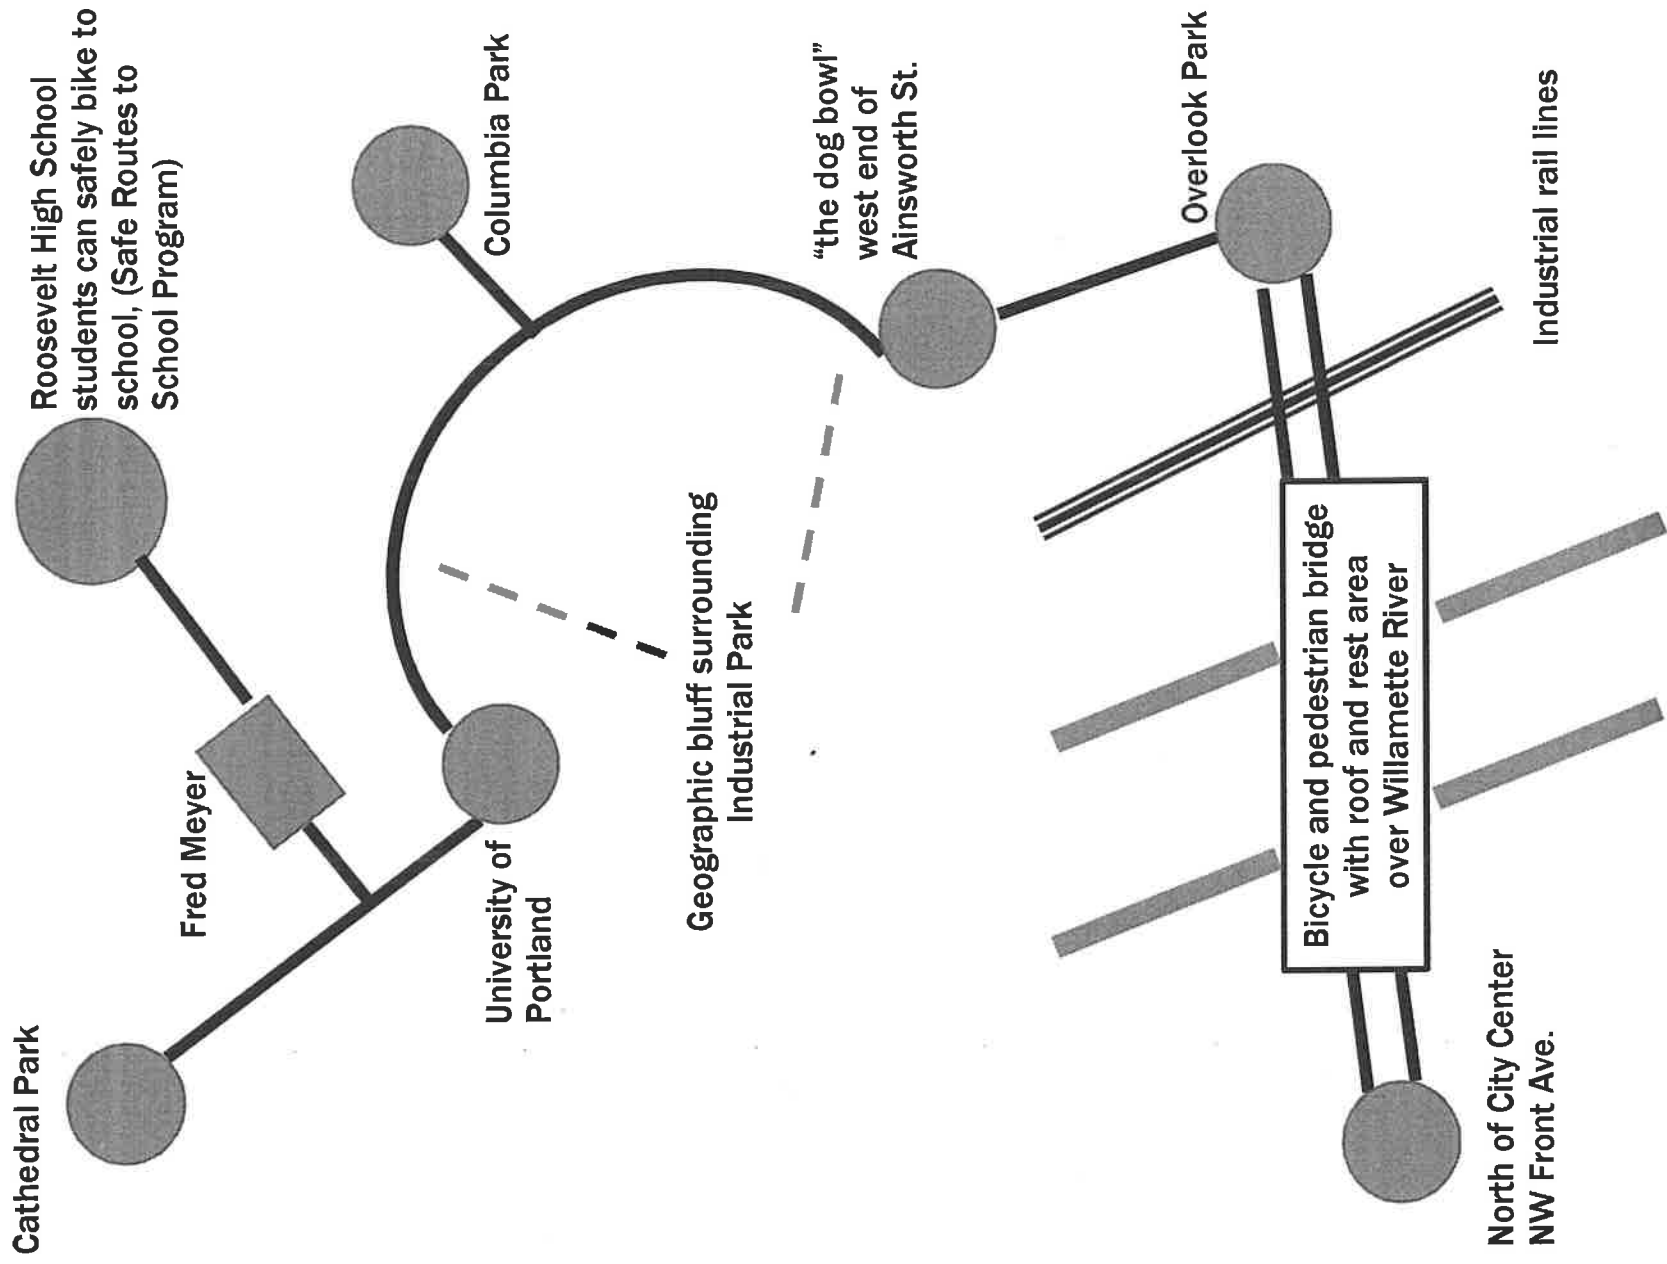 Cathedral Park
Roosevelt High School
students can safely bike to
school, (Safe Routes to
School Program)
Fred Meyer
Columbia Park
University of
Portland
Geographic bluff surrounding
Industrial Park
“the dog bowl”
west end of
Ainsworth St.
Overlook Park
Bicycle and pedestrian bridge
with roof and rest area
over Willamette River
North of City Center
NW Front Ave.
Industrial rail lines